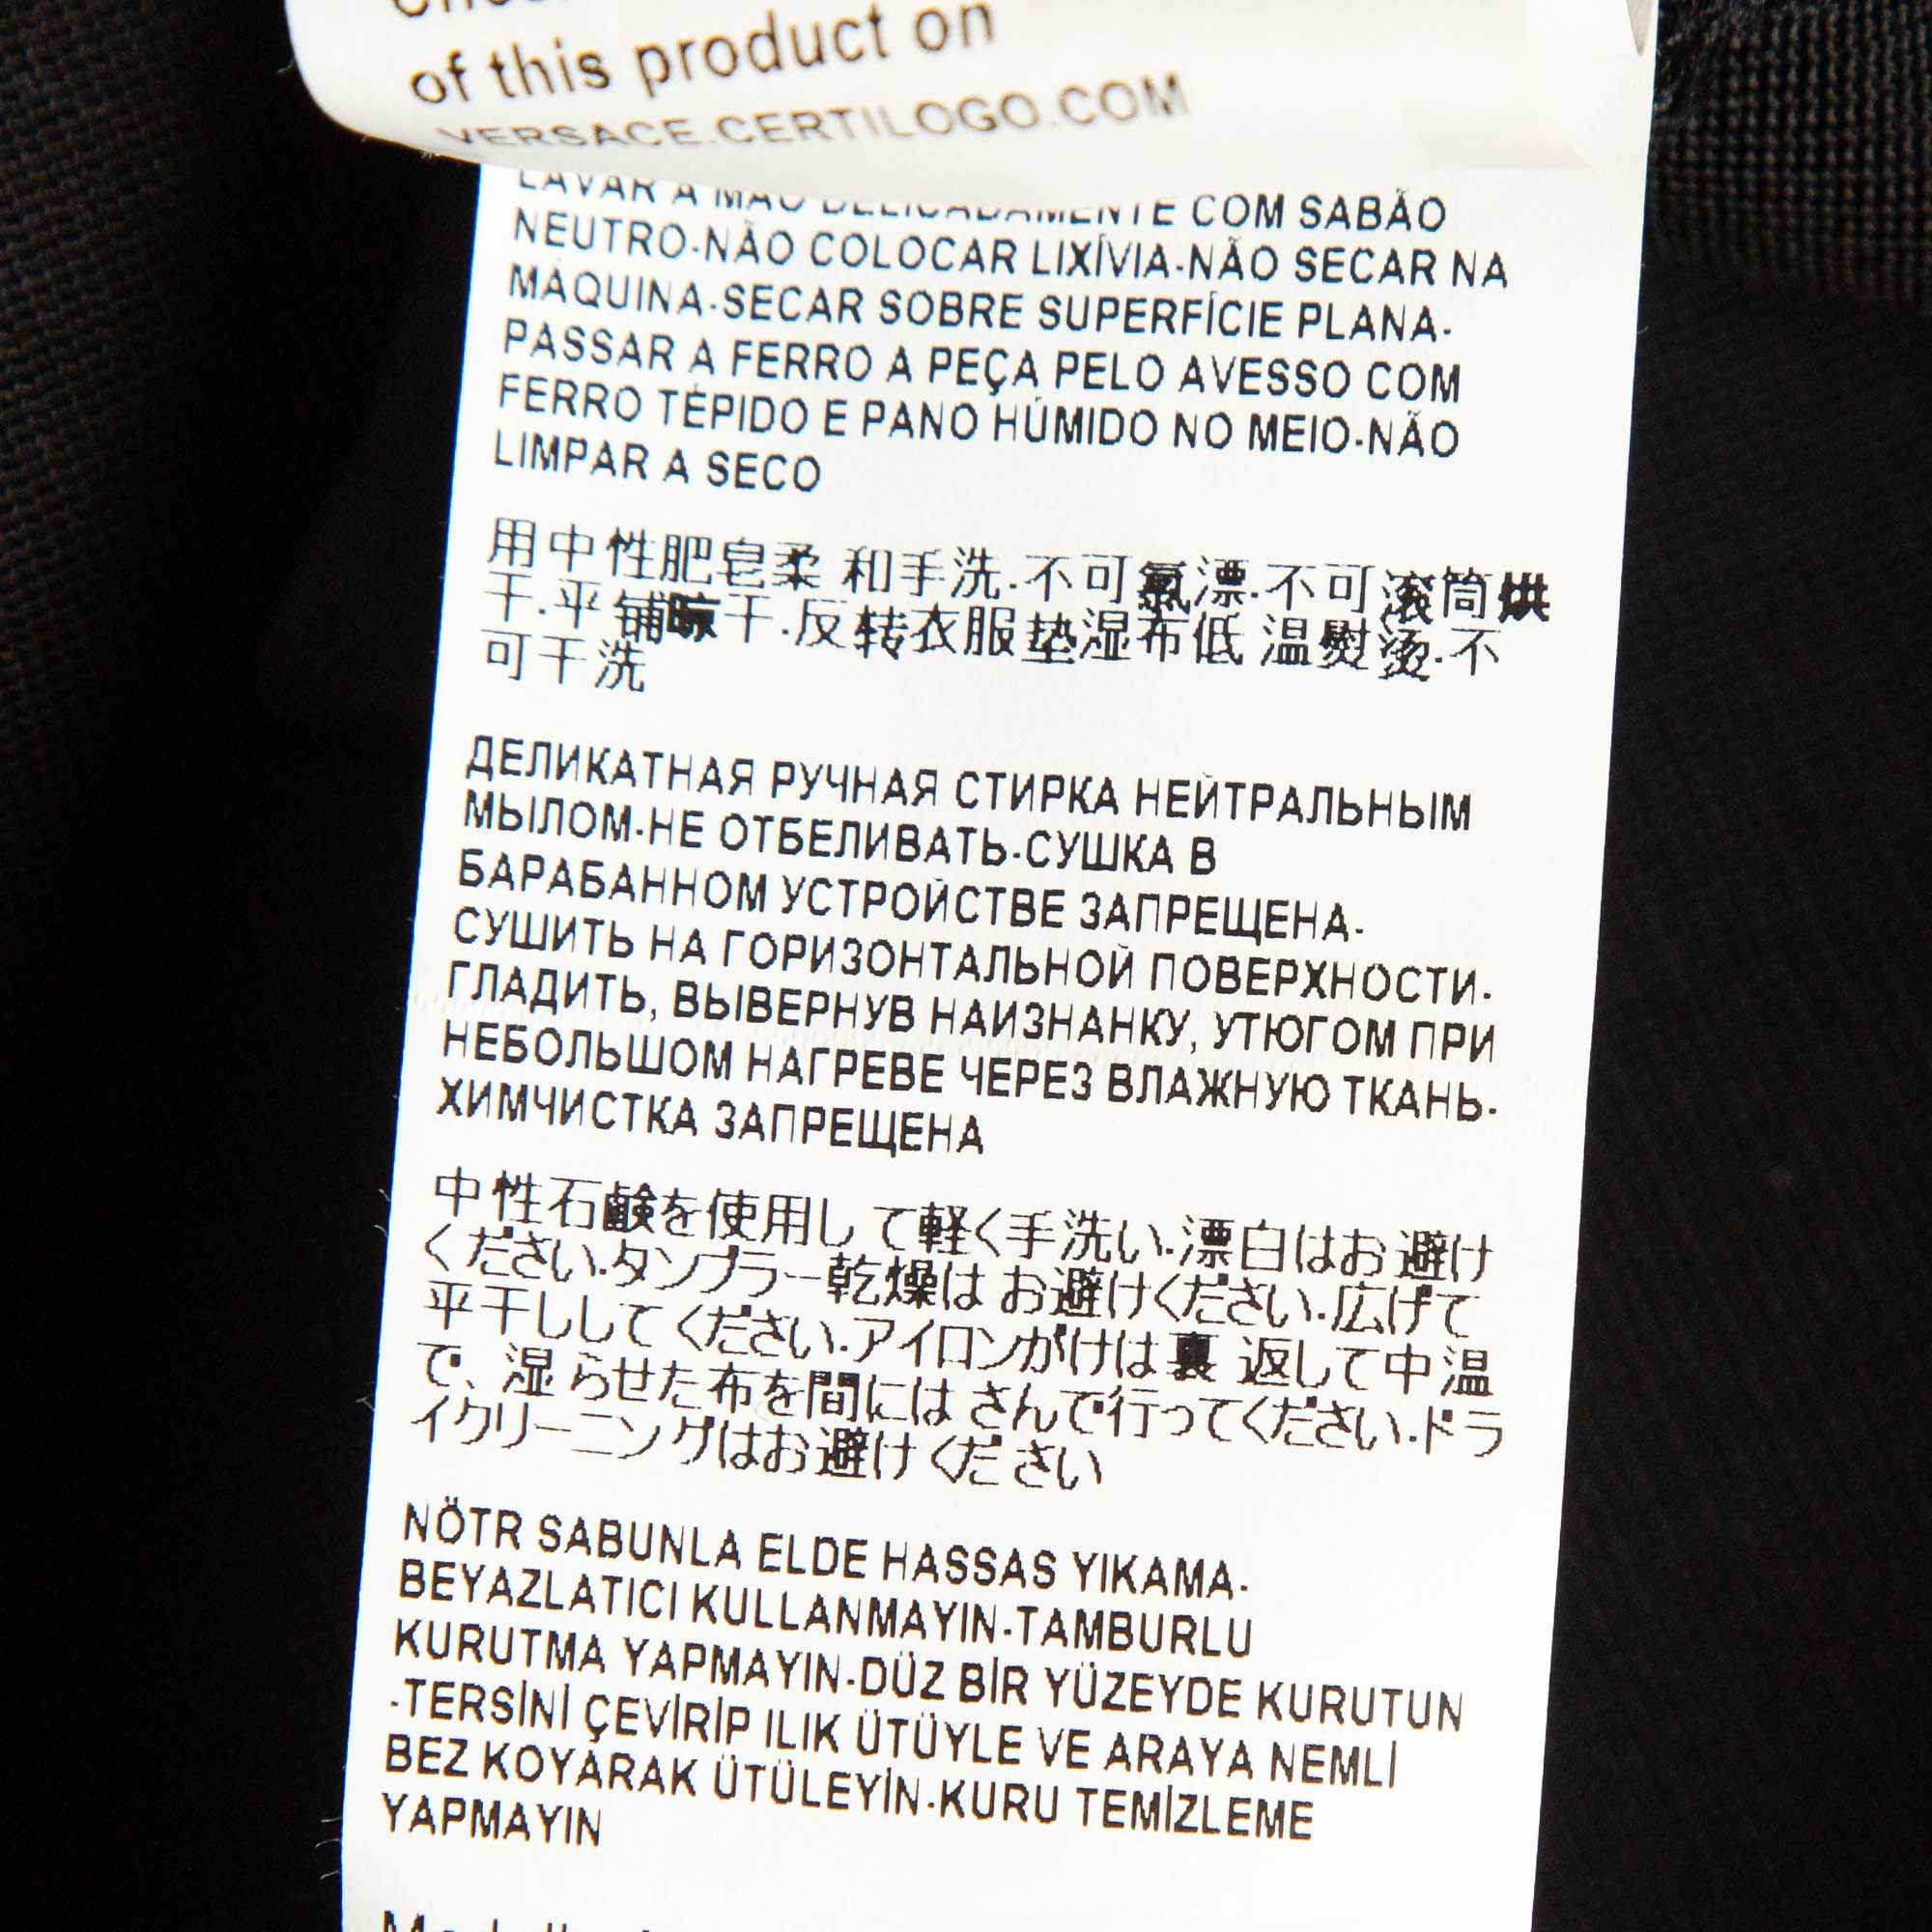 of this product on
VERSACE.CERTILOGO.COM
LAVAR A MÃO DELICADAMENTE COM SABÃO
NEUTRO-NÃO COLOCAR LIXÍVIA-NÃO SECAR NA
MÁQUINA-SECAR SOBRE SUPERFÍCIE PLANA-
PASSAR A FERRO A PEÇA PELO AVESSO COM
FERRO TÉPIDO E PANO HÚMIDO NO MEIO-NÃO
LIMPAR A SECO
用中性肥皂柔 和手洗.不可氯漂.不可滚筒烘
干.平铺晾干.反转衣服垫湿布低 温熨烫.不
可干洗
ДЕЛИКАТНАЯ РУЧНАЯ СТИРКА НЕЙТРАЛЬНЫМ
МЫЛОМ-НЕ ОТБЕЛИВАТЬ-СУШКА В
БАРАБАННОМ УСТРОЙСТВЕ ЗАПРЕЩЕНА-
СУШИТЬ НА ГОРИЗОНТАЛЬНОЙ ПОВЕРХНОСТИ-
ГЛАДИТЬ, ВЫВЕРНУВ НАИЗНАНКУ, УТЮГОМ ПРИ
НЕБОЛЬШОМ НАГРЕВЕ ЧЕРЕЗ ВЛАЖНУЮ ТКАНЬ-
ХИМЧИСТКА ЗАПРЕЩЕНА
中性石鹸を使用し て軽く手洗い.漂白はお 避け
ください.タンブラー乾燥は お避けください.広げて
平干ししてください.アイロンがけは裏 返して中温
で、湿らせた布を間には さんで行ってください.ドラ
イクリーニングはお避けください
NÖTR SABUNLA ELDE HASSAS YIKAMA-
BEYAZLATICI KULLANMAYIN-TAMBURLU
KURUTMA YAPMAYIN-DÜZ BİR YÜZEYDE KURUTUN
-TERSİNİ ÇEVİRİP ILIK ÜTÜYLE VE ARAYA NEMLİ
BEZ KOYARAK ÜTÜLEYİN-KURU TEMİZLEME
YAPMAYIN